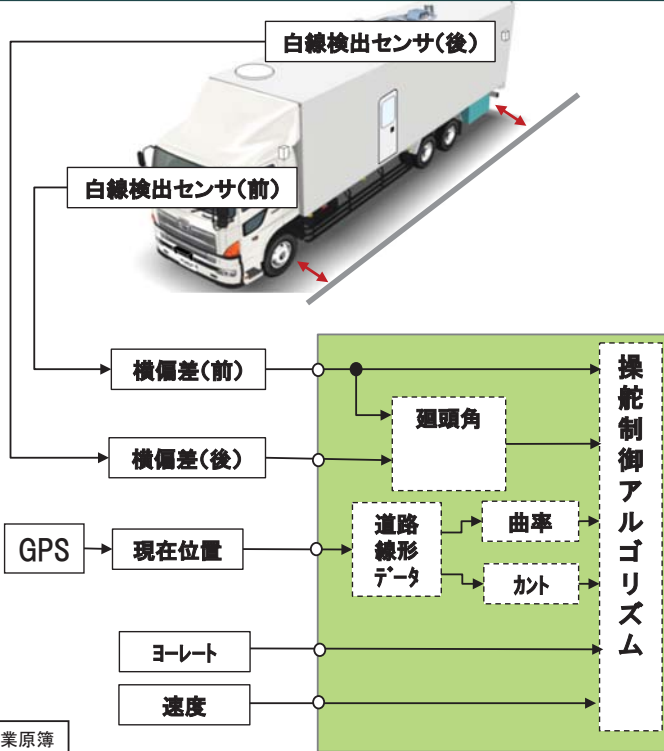 白線検出センサ(後)
白線検出センサ(前)
横偏差(前)
廻頭角
横偏差(後)
GPS
現在位置
道路
線形
データ
曲率
カント
ヨーレート
速度
操舵制御アルゴリズム
業原簿